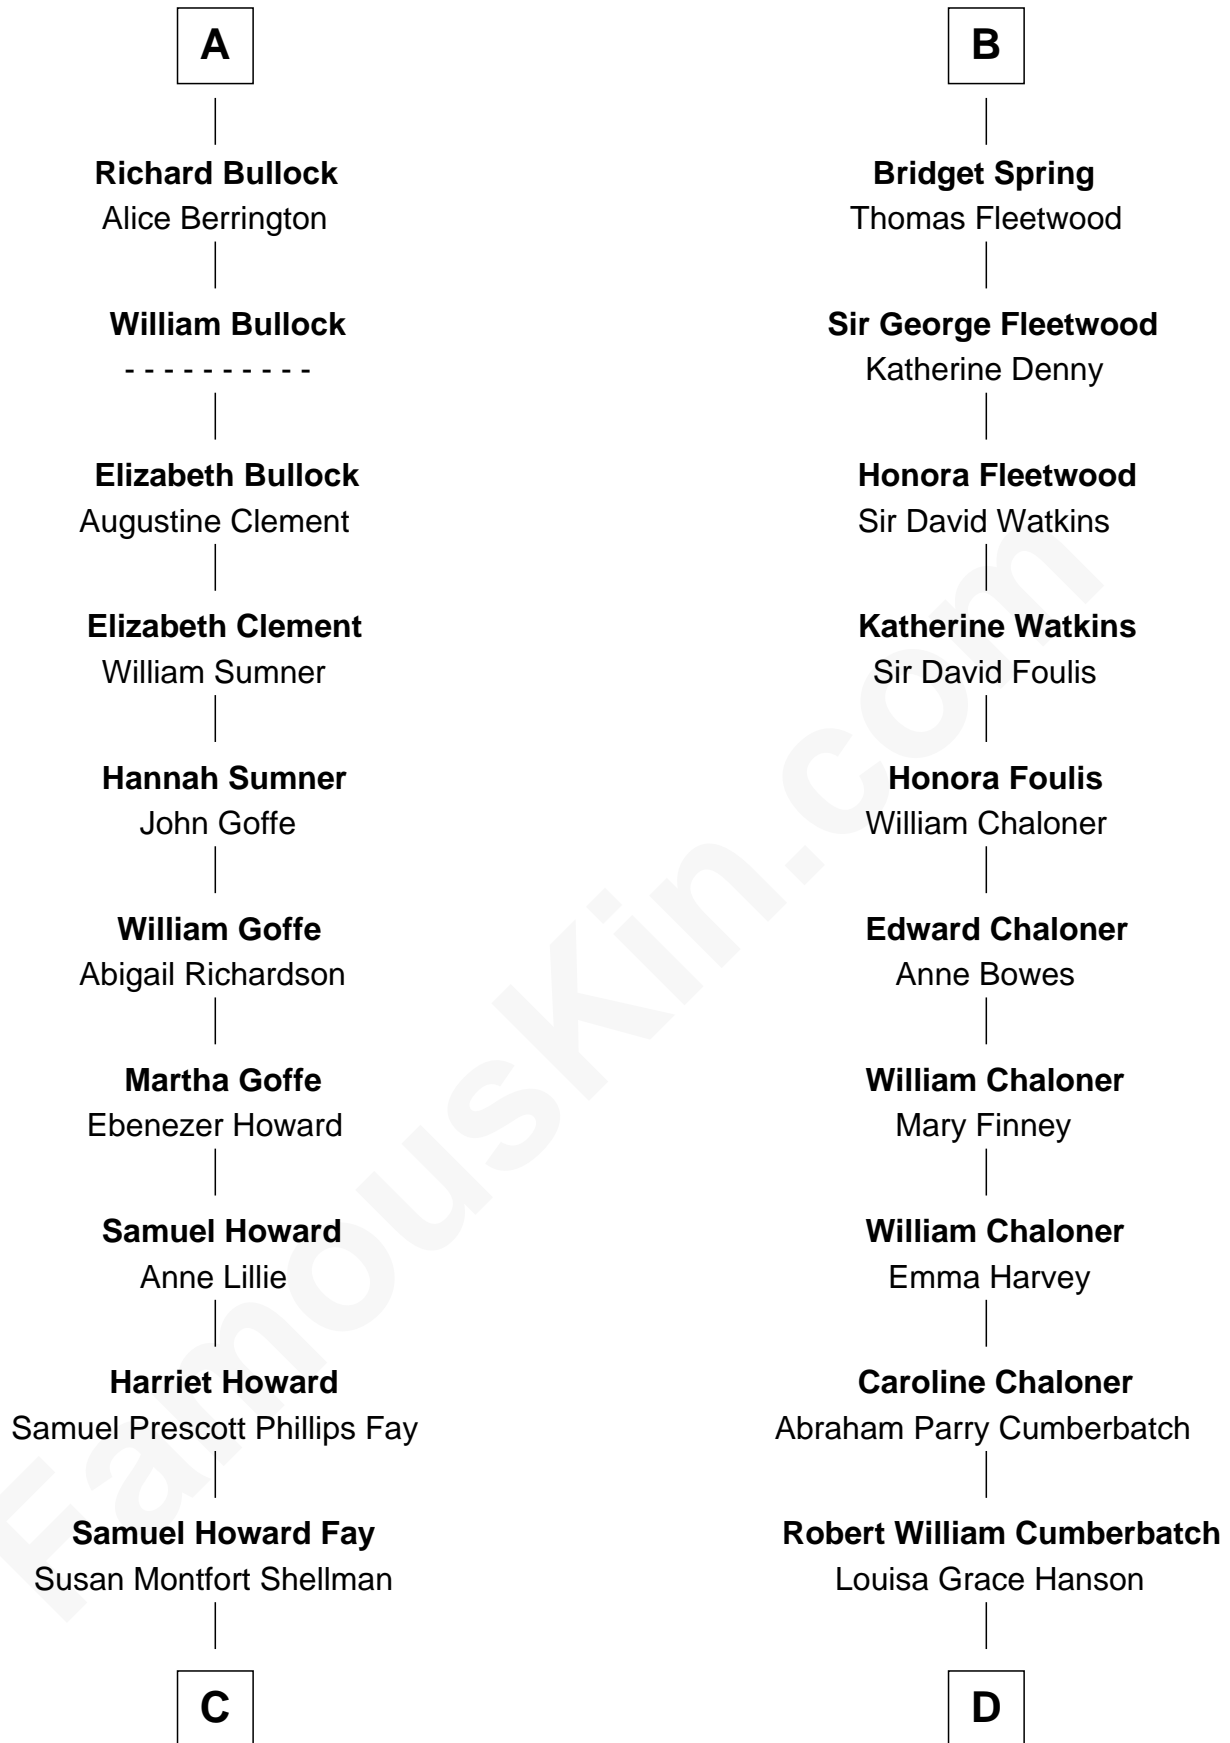 A
Richard Bullock
Alice Berrington
William Bullock
- - - - - - - - - -
Elizabeth Bullock
Augustine Clement
Elizabeth Clement
William Sumner
Hannah Sumner
John Goffe
William Goffe
Abigail Richardson
Martha Goffe
Ebenezer Howard
Samuel Howard
Anne Lillie
Harriet Howard
Samuel Prescott Phillips Fay
Samuel Howard Fay
Susan Montfort Shellman
C
B
Bridget Spring
Thomas Fleetwood
Sir George Fleetwood
Katherine Denny
Honora Fleetwood
Sir David Watkins
Katherine Watkins
Sir David Foulis
Honora Foulis
William Chaloner
Edward Chaloner
Anne Bowes
William Chaloner
Mary Finney
William Chaloner
Emma Harvey
Caroline Chaloner
Abraham Parry Cumberbatch
Robert William Cumberbatch
Louisa Grace Hanson
D
FamousKin.com